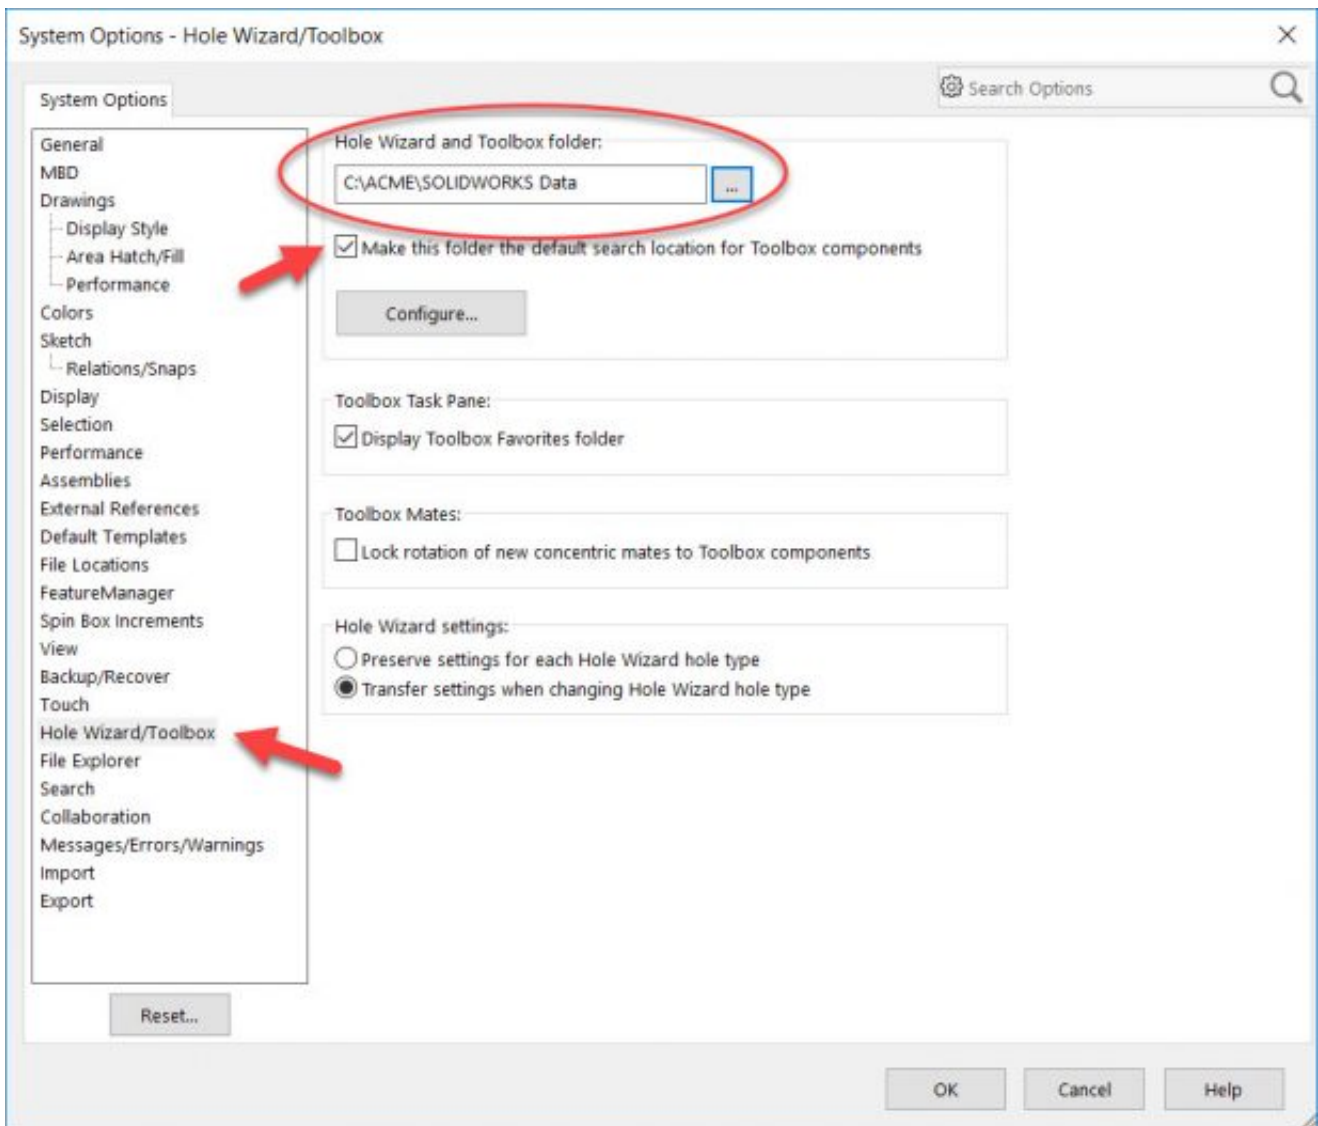 System Options - Hole Wizard/Toolbox
Search Options
System Options
General
MBD
Drawings
Display Style
Area Hatch/Fill
Performance
Colors
Sketch
Relations/Snaps
Display
Selection
Performance
Assemblies
External References
Default Templates
File Locations
FeatureManager
Spin Box Increments
View
Backup/Recover
Touch
Hole Wizard/Toolbox
File Explorer
Search
Collaboration
Messages/Errors/Warnings
Import
Export
Reset...
Hole Wizard and Toolbox folder:
C:\ACME\SOLIDWORKS Data
...
Make this folder the default search location for Toolbox components
Configure...
Toolbox Task Pane:
Display Toolbox Favorites folder
Toolbox Mates:
Lock rotation of new concentric mates to Toolbox components
Hole Wizard settings:
Preserve settings for each Hole Wizard hole type
Transfer settings when changing Hole Wizard hole type
OK
Cancel
Help